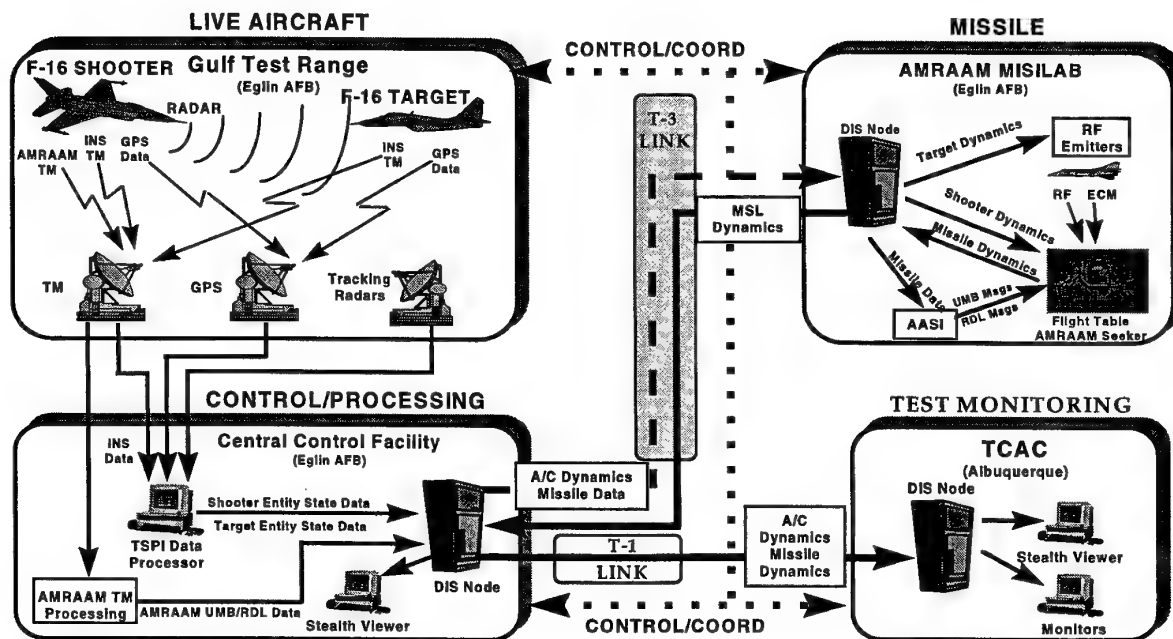 LIVE AIRCRAFT
F-16 SHOOTER
Gulf Test Range
(Eglin AFB)
RADAR
F-16 TARGET
AMRAAM
TM
INS
TM
GPS
Data
INS
TM
GPS
Data
TM
GPS
Tracking
Radars
CONTROL/COORD
T-3
LINK
MSL
Dynamics
MISSILE
AMRAAM MISILAB
(Eglin AFB)
DIS Node
Target Dynamics
RF
Emitters
RF
ECM
Shooter Dynamics
Missile Dynamics
Missile Data
AASI
UMB Msgs
RDL Msgs
Flight Table
AMRAAM Seeker
CONTROL/PROCESSING
Central Control Facility
(Eglin AFB)
INS
Data
Shooter Entity State Data
Target Entity State Data
TSPI Data
Processor
AMRAAM TM
Processing
AMRAAM UMB/RDL Data
Stealth Viewer
DIS Node
A/C Dynamics
Missile Data
T-1
LINK
A/C
Dynamics
Missile
Dynamics
CONTROL/COORD
TEST MONITORING
TCAC
(Albuquerque)
DIS Node
Stealth Viewer
Monitors